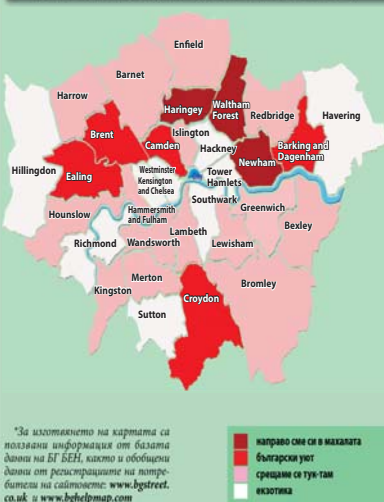 Enfield
Barnet
Harrow
Haringey
Waltham
Forest
Redbridge
Havering
Brent
Camden
Islington
Hackney
Barking and
Dagenham
Hillingdon
Ealing
Westminster
Kensington
and Chelsea
Newham
Tower
Hamlets
Southwark
Hounslow
Hammersmith
and Fulham
Greenwich
Bexley
Richmond
Wandsworth
Lambeth
Lewisham
Merton
Kingston
Croydon
Bromley
Sutton
*За изготвянето на картата са
ползвани информация от базата
данни на БГ БЕН, както и обобщени
данни от регистрациите на потре-
бители на сайтовете: www.bgstreet.
co.uk и www.bghelpmap.com
направо сме си в махалата
български уют
срещаме се тук-там
екзотика